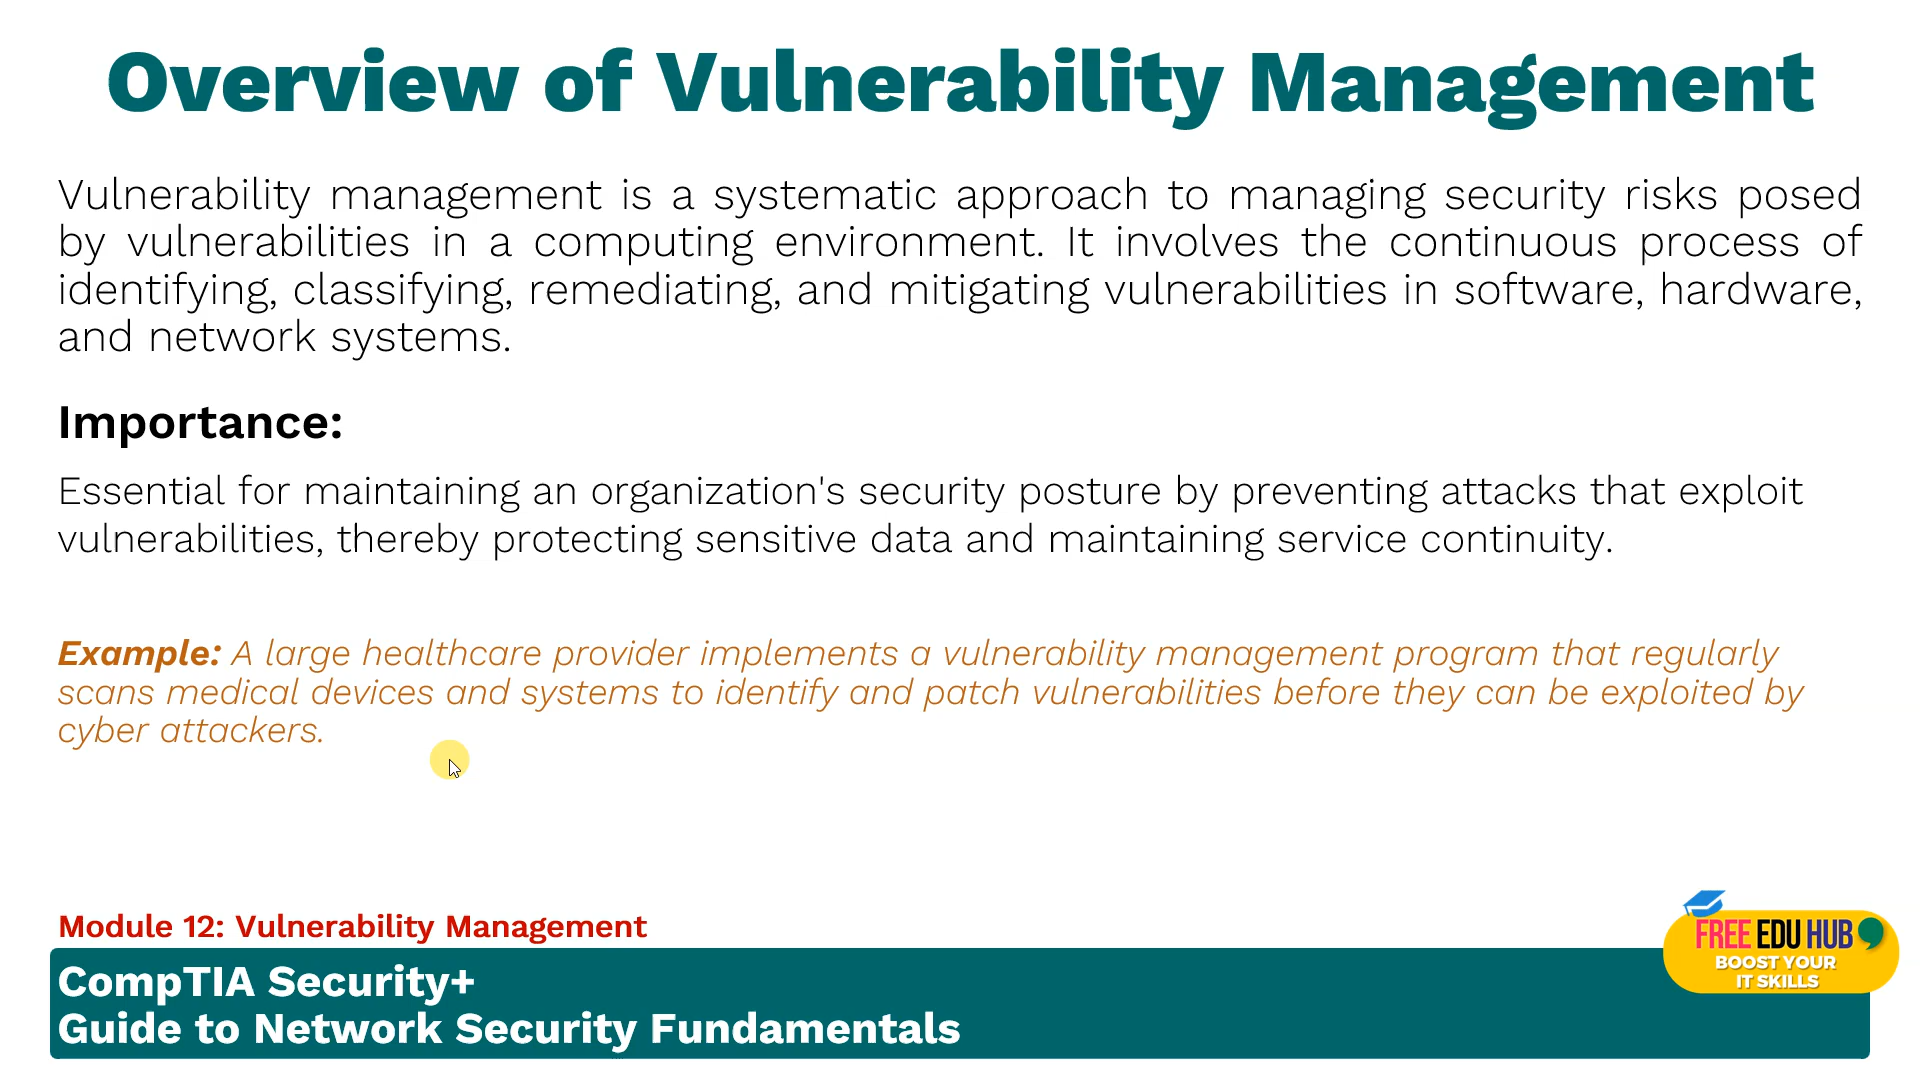 Overview of Vulnerability Management
Vulnerability management is a systematic approach to managing security risks posed
by vulnerabilities in a computing environment. It involves the continuous process of
identifying, classifying, remediating, and mitigating vulnerabilities in software, hardware,
and network systems.
Importance:
Essential for maintaining an organization's security posture by preventing attacks that exploit
vulnerabilities, thereby protecting sensitive data and maintaining service continuity.
Example: A large healthcare provider implements a vulnerability management program that regularly
scans medical devices and systems to identify and patch vulnerabilities before they can be exploited by
cyber attackers.
Module 12: Vulnerability Management
CompTIA Security+
Guide to Network Security Fundamentals
FREE EDU HUB
BOOST YOUR
IT SKILLS